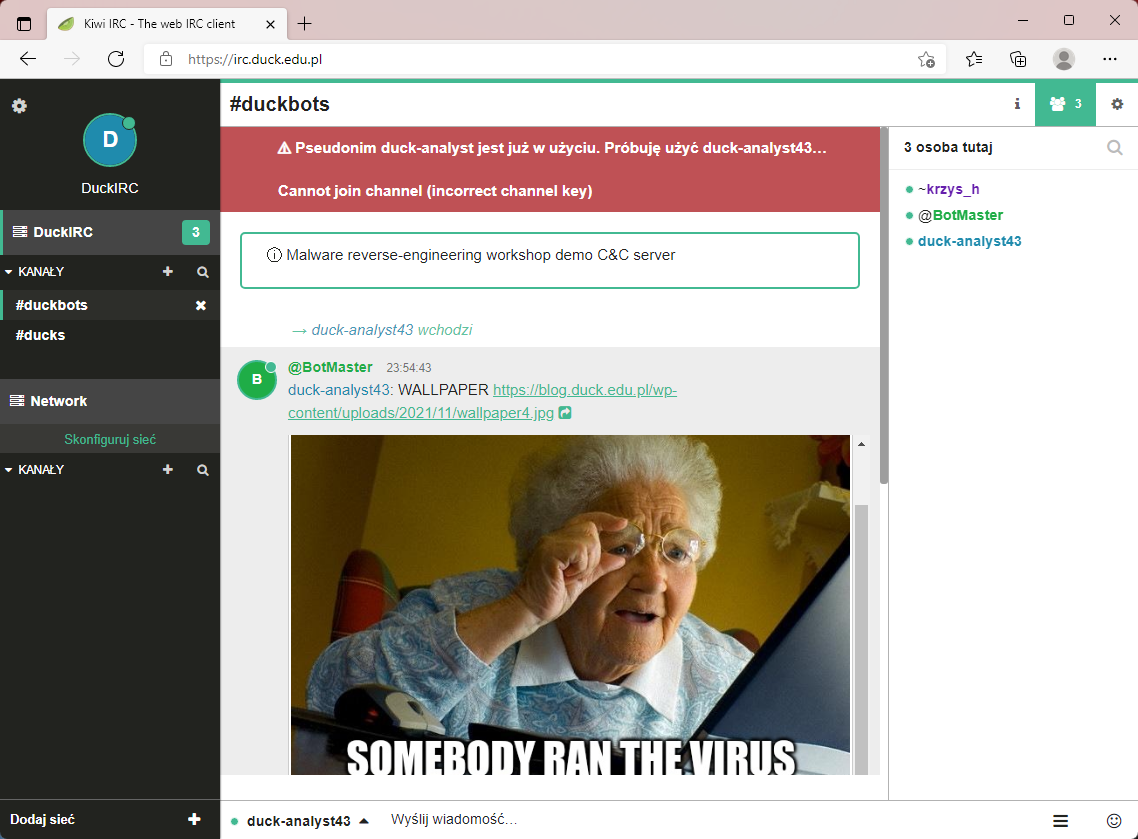 Kiwi IRC - The web IRC client
https://irc.duck.edu.pl
D
DuckIRC
DuckIRC 3
KANAŁY
#duckbots
#ducks
Network
Skonfiguruj sieć
KANAŁY
Dodaj sieć
#duckbots
3
Pseudonim duck-analyst jest już w użyciu. Próbuję użyć duck-analyst43...
Cannot join channel (incorrect channel key)
Malware reverse-engineering workshop demo C&C server
→ duck-analyst43 wchodzi
B
@BotMaster 23:54:43
duck-analyst43: WALLPAPER https://blog.duck.edu.pl/wp-
content/uploads/2021/11/wallpaper4.jpg
SOMEBODY RAN THE VIRUS
duck-analyst43 Wyślij wiadomość...
3 osoba tutaj
~krzys_h
@BotMaster
duck-analyst43